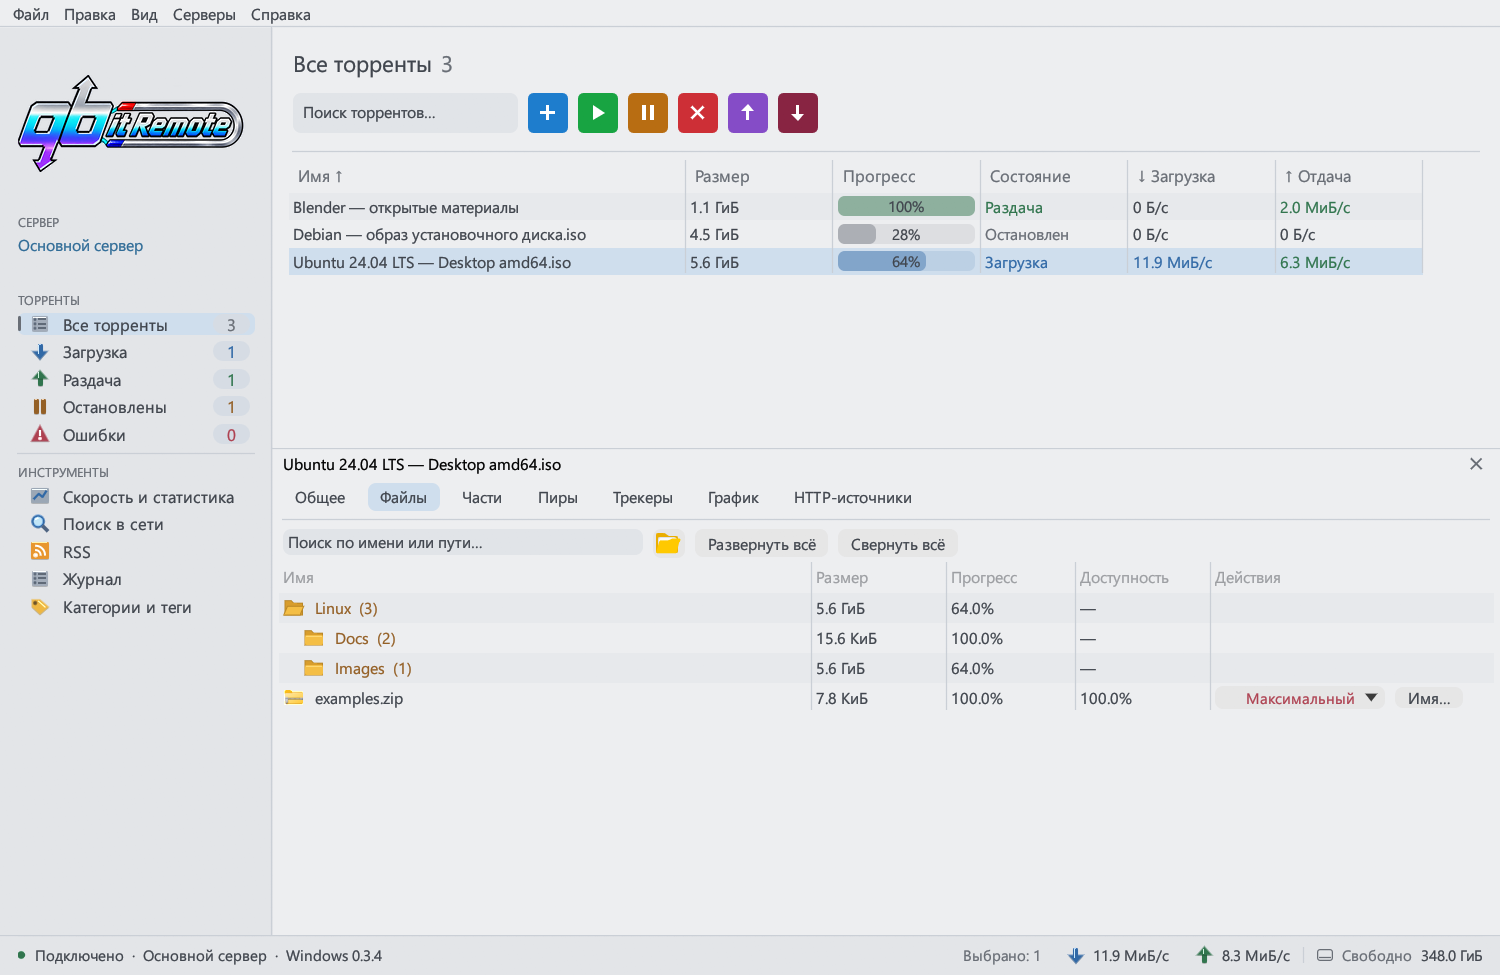 Файл Правка Вид Серверы Справка
qbitRemote
СЕРВЕР
Основной сервер
ТОРРЕНТЫ
Все торренты 3
Загрузка 1
Раздача 1
Остановлены 1
Ошибки 0
ИНСТРУМЕНТЫ
Скорость и статистика
Поиск в сети
RSS
Журнал
Категории и теги
Все торренты 3
Поиск торрентов...
Имя ↑ Размер Прогресс Состояние ↓ Загрузка ↑ Отдача
Blender — открытые материалы 1.1 ГиБ 100% Раздача 0 Б/с 2.0 МиБ/с
Debian — образ установочного диска.iso 4.5 ГиБ 28% Остановлен 0 Б/с 0 Б/с
Ubuntu 24.04 LTS — Desktop amd64.iso 5.6 ГиБ 64% Загрузка 11.9 МиБ/с 6.3 МиБ/с
Ubuntu 24.04 LTS — Desktop amd64.iso
Общее Файлы Части Пиры Трекеры График HTTP-источники
Поиск по имени или пути... Развернуть всё Свернуть всё
Имя Размер Прогресс Доступность Действия
Linux (3) 5.6 ГиБ 64.0% —
Docs (2) 15.6 КиБ 100.0% —
Images (1) 5.6 ГиБ 64.0% —
examples.zip 7.8 КиБ 100.0% 100.0% Максимальный Имя...
Подключено · Основной сервер · Windows 0.3.4 Выбрано: 1 11.9 МиБ/с 8.3 МиБ/с Свободно 348.0 ГиБ